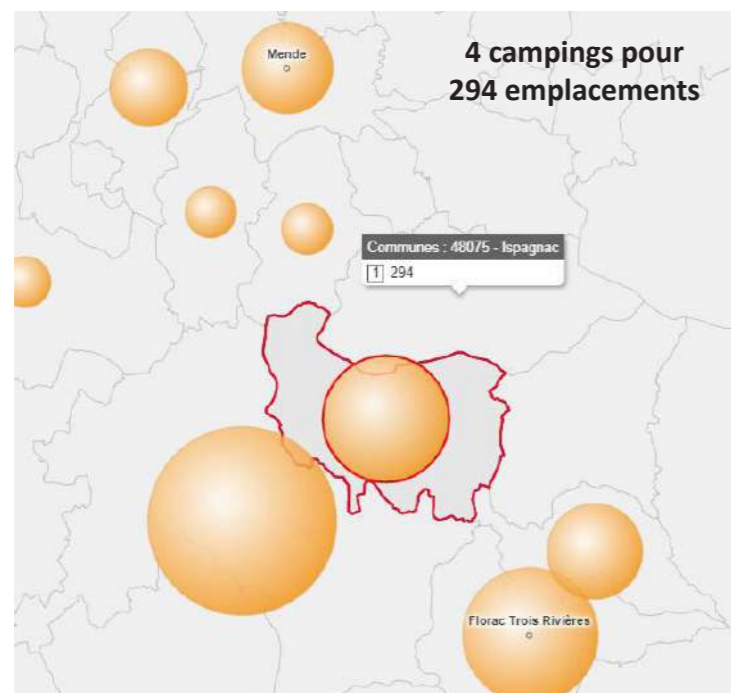 4 campings pour
294 emplacements
Mende
Communes : 48075 - Ispagnac
1 294
Florac Trois Rivières